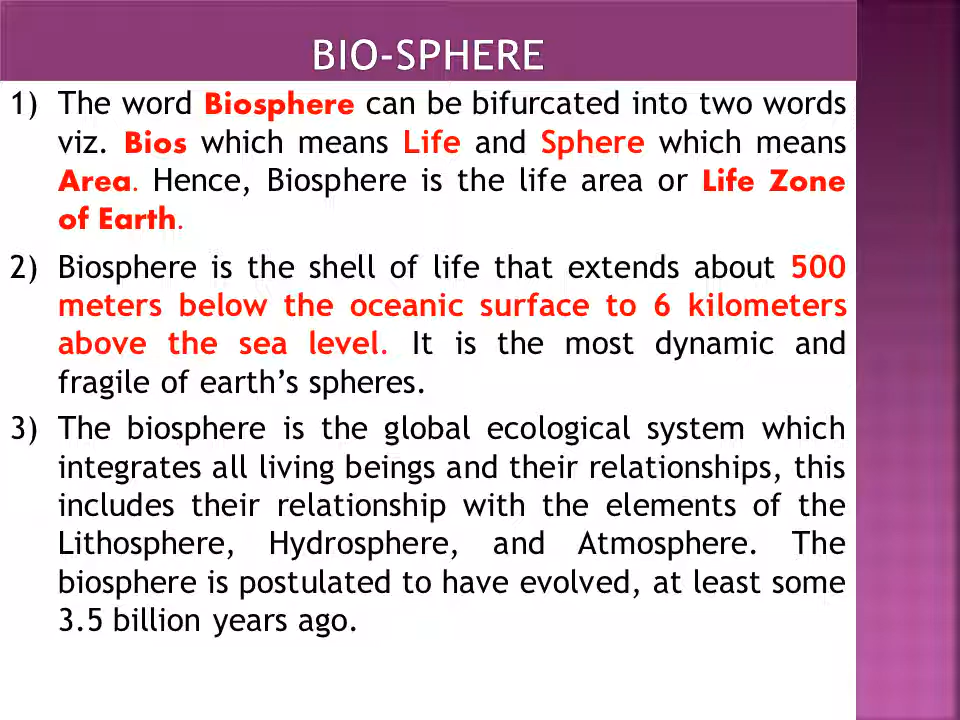 BIO-SPHERE
1) The word Biosphere can be bifurcated into two words
viz. Bios which means Life and Sphere which means
Area. Hence, Biosphere is the life area or Life Zone
of Earth.
2) Biosphere is the shell of life that extends about 500
meters below the oceanic surface to 6 kilometers
above the sea level. It is the most dynamic and
fragile of earth’s spheres.
3) The biosphere is the global ecological system which
integrates all living beings and their relationships, this
includes their relationship with the elements of the
Lithosphere, Hydrosphere, and Atmosphere. The
biosphere is postulated to have evolved, at least some
3.5 billion years ago.